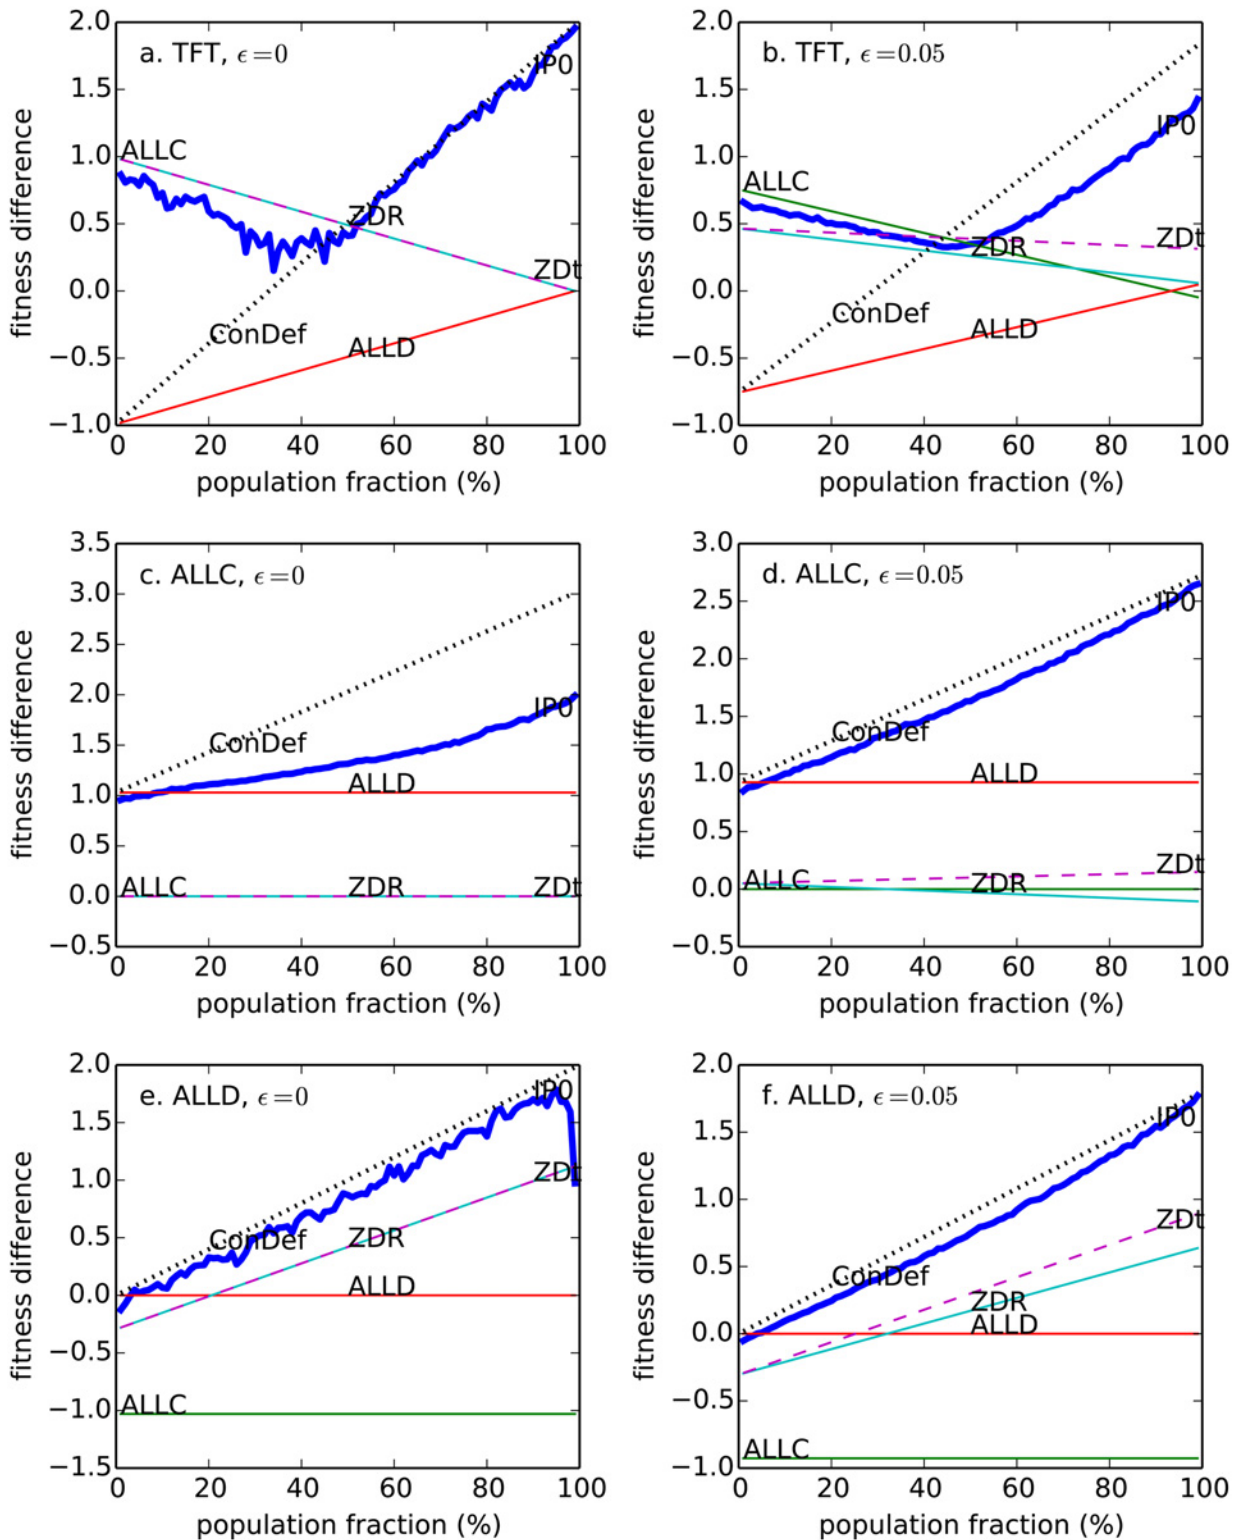 a. TFT, ϵ=0
fitness difference
2.0
1.5
1.0
0.5
0.0
−0.5
−1.0
ALLC
IP0
ZDR
ZDt
ConDef
ALLD
0 20 40 60 80 100
population fraction (%)
b. TFT, ϵ=0.05
fitness difference
2.0
1.5
1.0
0.5
0.0
−0.5
−1.0
IP0
ALLC
ZDR
ZDt
ConDef
ALLD
0 20 40 60 80 100
population fraction (%)
c. ALLC, ϵ=0
fitness difference
3.5
3.0
2.5
2.0
1.5
1.0
0.5
0.0
−0.5
IP0
ConDef
ALLD
ALLC
ZDR
ZDt
0 20 40 60 80 100
population fraction (%)
d. ALLC, ϵ=0.05
fitness difference
3.0
2.5
2.0
1.5
1.0
0.5
0.0
−0.5
IP0
ConDef
ALLD
ALLC
ZDR
ZDt
0 20 40 60 80 100
population fraction (%)
e. ALLD, ϵ=0
fitness difference
2.0
1.5
1.0
0.5
0.0
−0.5
−1.0
−1.5
IP0
ZDt
ConDef
ZDR
ALLD
ALLC
0 20 40 60 80 100
population fraction (%)
f. ALLD, ϵ=0.05
fitness difference
2.0
1.5
1.0
0.5
0.0
−0.5
−1.0
IP0
ZDt
ConDef
ZDR
ALLD
ALLC
0 20 40 60 80 100
population fraction (%)